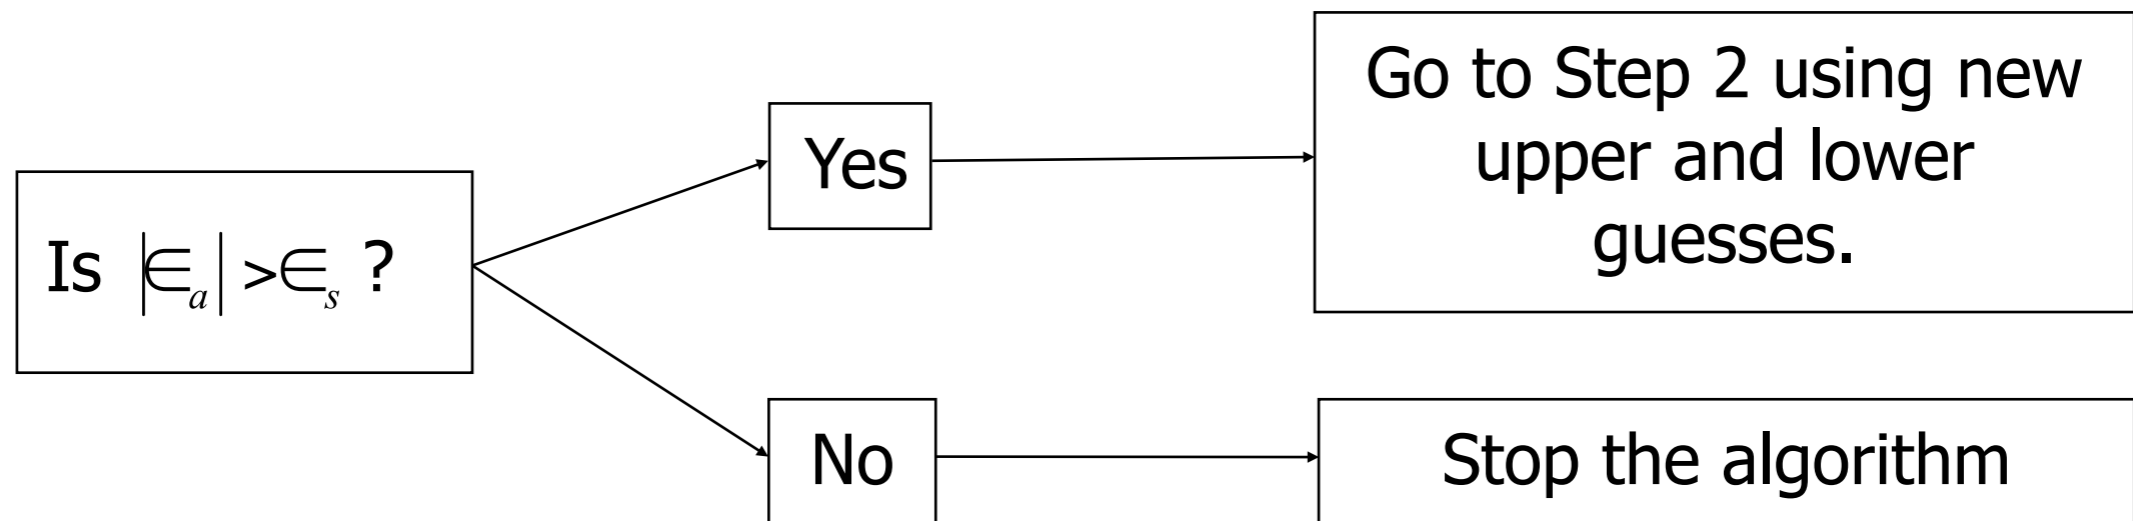 Is |∈a| >∈s ?
Yes
Go to Step 2 using new
upper and lower
guesses.
No
Stop the algorithm